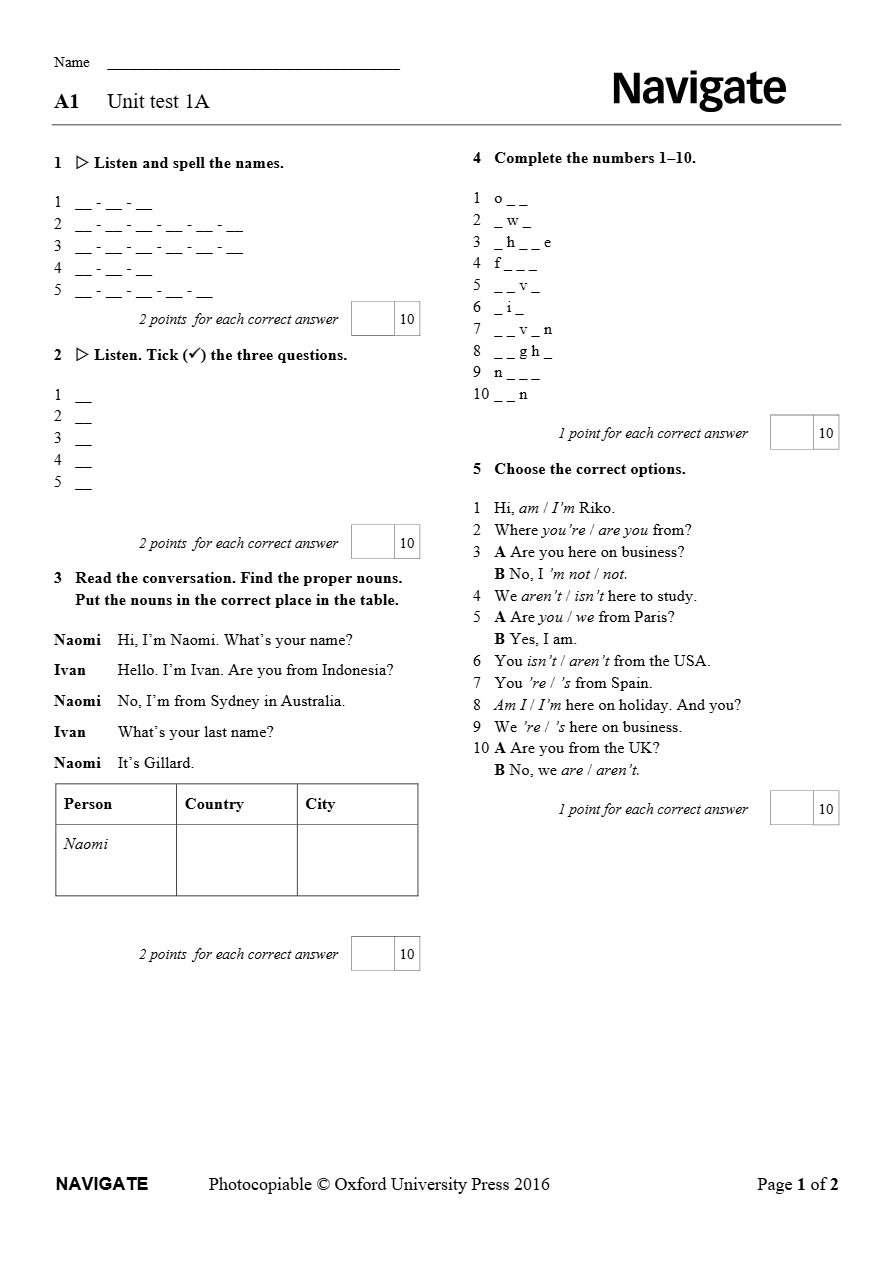 Name ____________________________________
Navigate
A1 Unit test 1A
1 ▷ Listen and spell the names.
1 __ - __ - __
2 __ - __ - __ - __ - __ - __
3 __ - __ - __ - __ - __ - __
4 __ - __ - __
5 __ - __ - __ - __ - __
2 points for each correct answer 10
2 ▷ Listen. Tick (✓) the three questions.
1 __
2 __
3 __
4 __
5 __
2 points for each correct answer 10
3 Read the conversation. Find the proper nouns.
Put the nouns in the correct place in the table.
Naomi Hi, I’m Naomi. What’s your name?
Ivan Hello. I’m Ivan. Are you from Indonesia?
Naomi No, I’m from Sydney in Australia.
Ivan What’s your last name?
Naomi It’s Gillard.
Person Country City
Naomi
2 points for each correct answer 10
4 Complete the numbers 1–10.
1 o _ _
2 _ w _
3 _ h _ _ e
4 f _ _ _
5 _ _ v _
6 _ i _
7 _ _ v _ n
8 _ _ g h _
9 n _ _ _
10 _ _ n
1 point for each correct answer 10
5 Choose the correct options.
1 Hi, am / I’m Riko.
2 Where you’re / are you from?
3 A Are you here on business?
B No, I ’m not / not.
4 We aren’t / isn’t here to study.
5 A Are you / we from Paris?
B Yes, I am.
6 You isn’t / aren’t from the USA.
7 You ’re / ’s from Spain.
8 Am I / I’m here on holiday. And you?
9 We ’re / ’s here on business.
10 A Are you from the UK?
B No, we are / aren’t.
1 point for each correct answer 10
NAVIGATE Photocopiable © Oxford University Press 2016 Page 1 of 2